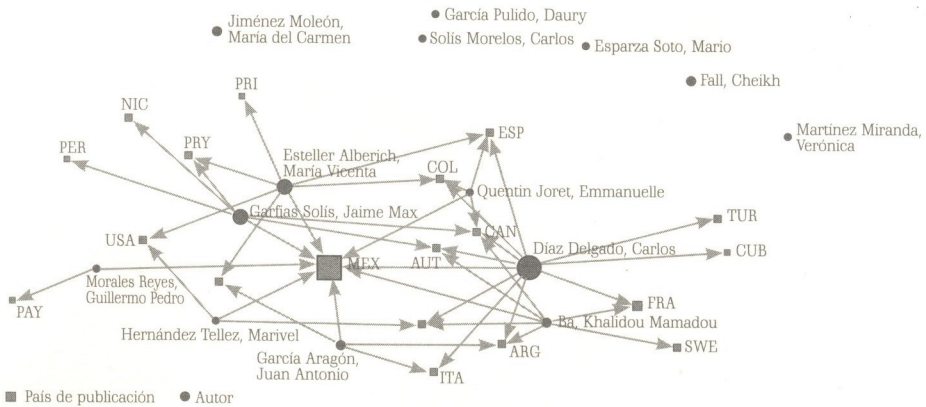 Jiménez Moleón,
María del Carmen
García Pulido, Daury
Solís Morelos, Carlos
Esparza Soto, Mario
Fall, Cheikh
Martínez Miranda,
Verónica
PRI
NIC
PRY
PER
ESP
Esteller Alberich,
María Vicenta
COL
Quentin Joret, Emmanuelle
Garfias Solís, Jaime Max
CAN
TUR
USA
Díaz Delgado, Carlos
CUB
MEX
AUT
Morales Reyes,
Guillermo Pedro
PAY
FRA
Hernández Tellez, Marivel
Ba, Khalidou Mamadou
García Aragón,
Juan Antonio
ARG
SWE
ITA
País de publicación
Autor